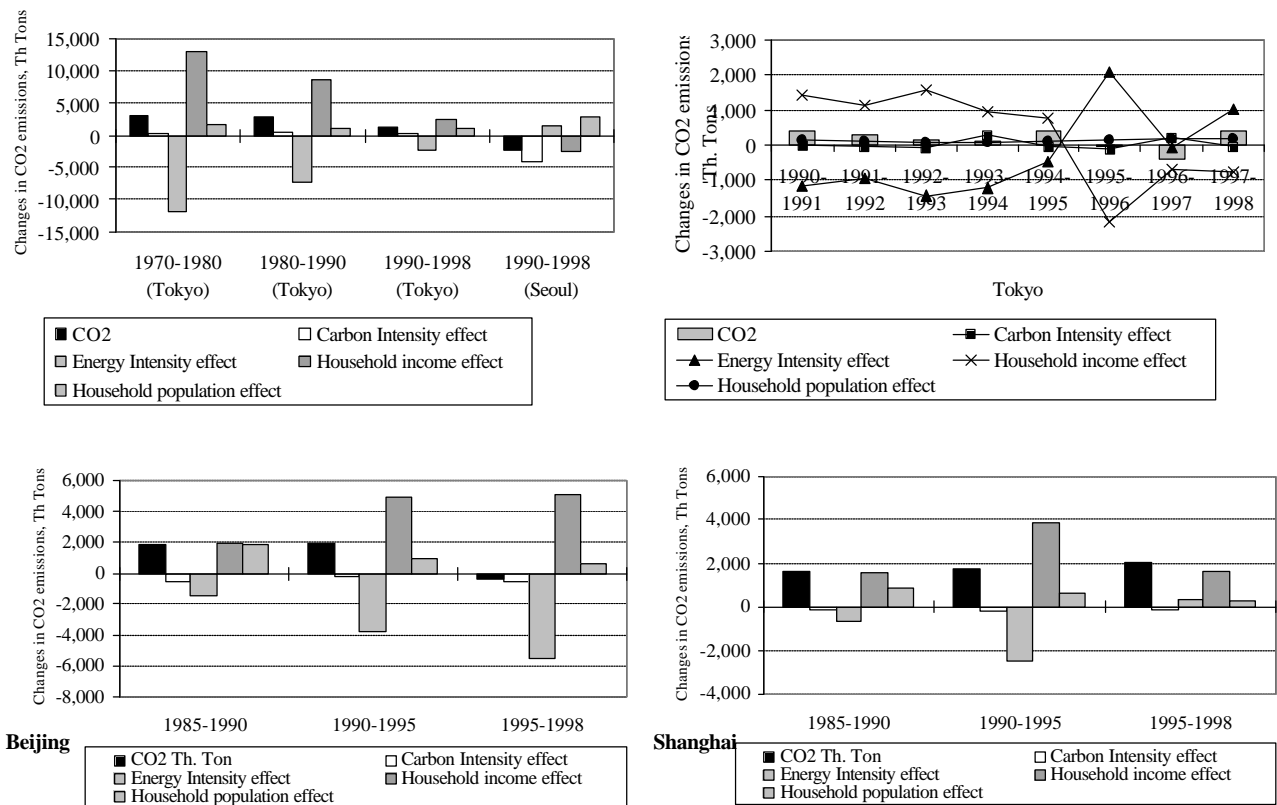 Changes in CO2 emissions, Th Tons
15,000
10,000
5,000
0
-5,000
-10,000
-15,000
1970-1980 1980-1990 1990-1998 1990-1998
(Tokyo) (Tokyo) (Tokyo) (Seoul)
CO2 Carbon Intensity effect
Energy Intensity effect Household income effect
Household population effect
Changes in CO2 emissions
Th. Tons
3,000
2,000
1,000
0
-1,000
-2,000
-3,000
1990- 1991- 1992- 1993- 1994- 1995- 1996- 1997-
1991 1992 1993 1994 1995 1996 1997 1998
Tokyo
CO2 Carbon Intensity effect
Energy Intensity effect Household income effect
Household population effect
Changes in CO2 emissions, Th Tons
6,000
4,000
2,000
0
-2,000
-4,000
-6,000
-8,000
1985-1990 1990-1995 1995-1998
Beijing
CO2 Th. Ton Carbon Intensity effect
Energy Intensity effect Household income effect
Household population effect
Changes in CO2 emissions, Th Tons
6,000
4,000
2,000
0
-2,000
-4,000
1985-1990 1990-1995 1995-1998
Shanghai
CO2 Th. Ton Carbon Intensity effect
Energy Intensity effect Household income effect
Household population effect